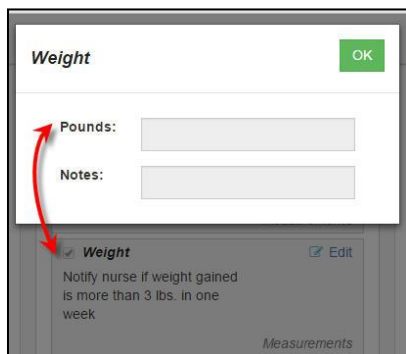 Weight
OK
Pounds:
Notes:
Weight
Edit
Notify nurse if weight gained
is more than 3 lbs. in one
week
Measurements